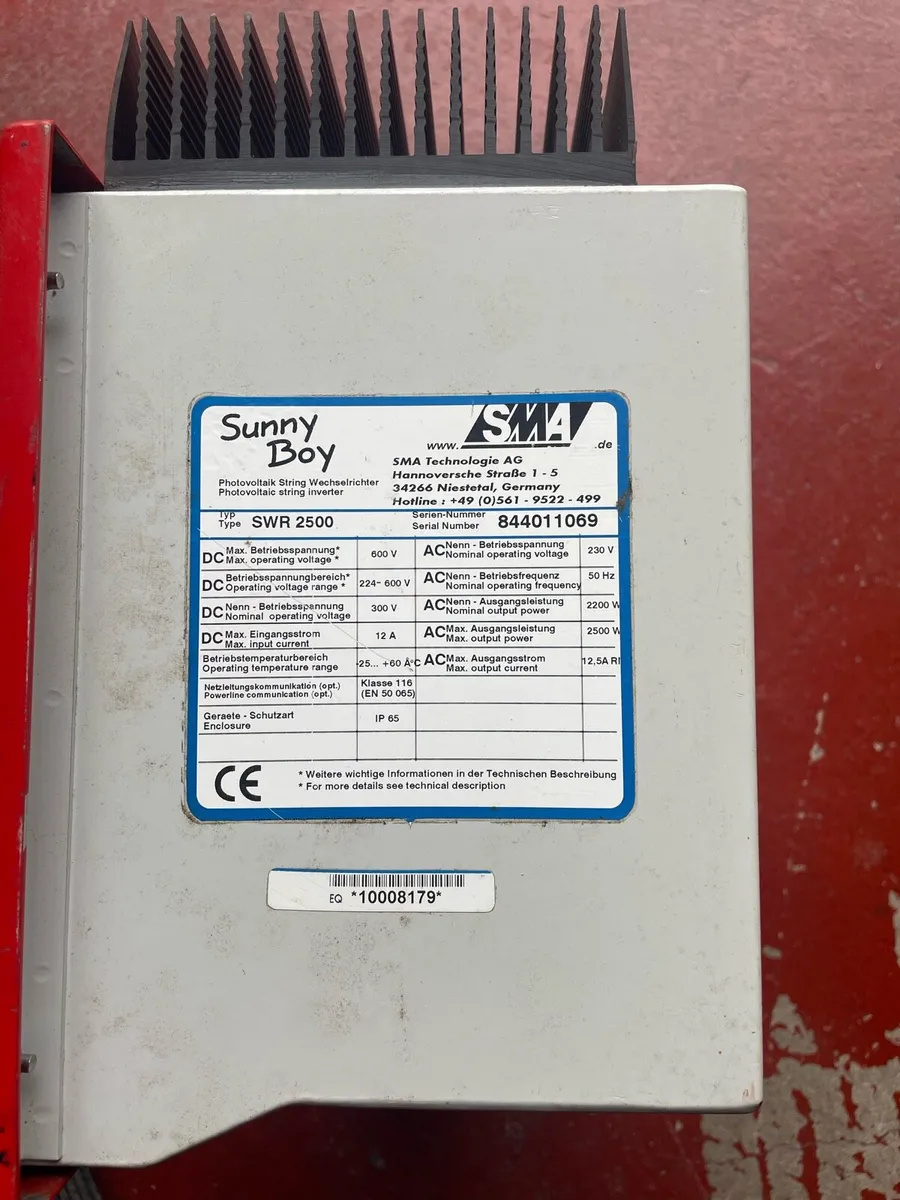 Sunny
Boy
SMA
www. .de
Photovoltaik String Wechselrichter
Photovoltaic string inverter
SMA Technologie AG
Hannoversche Straße 1 - 5
34266 Niestetal, Germany
Hotline : +49 (0)561 - 9522 - 499
Typ
Type SWR 2500
Serien-Nummer
Serial Number 844011069
DC Max. Betriebsspannung*
Max. operating voltage * 600 V
AC Nenn - Betriebsspannung
Nominal operating voltage 230 V
DC Betriebsspannungbereich*
Operating voltage range * 224- 600 V
AC Nenn - Betriebsfrequenz
Nominal operating frequency 50 Hz
DC Nenn - Betriebsspannung
Nominal operating voltage 300 V
AC Nenn - Ausgangsleistung
Nominal output power 2200 W
DC Max. Eingangsstrom
Max. input current 12 A
AC Max. Ausgangsleistung
Max. output power 2500 W
Betriebstemperaturbereich
Operating temperature range -25... +60 Â°C
AC Max. Ausgangsstrom
Max. output current 12,5A
Netzleitungskommunikation (opt.)
Powerline communication (opt.)
Klasse 116
(EN 50 065)
Geraete - Schutzart
Enclosure IP 65
CE
* Weitere wichtige Informationen in der Technischen Beschreibung
* For more details see technical description
EQ *10008179*